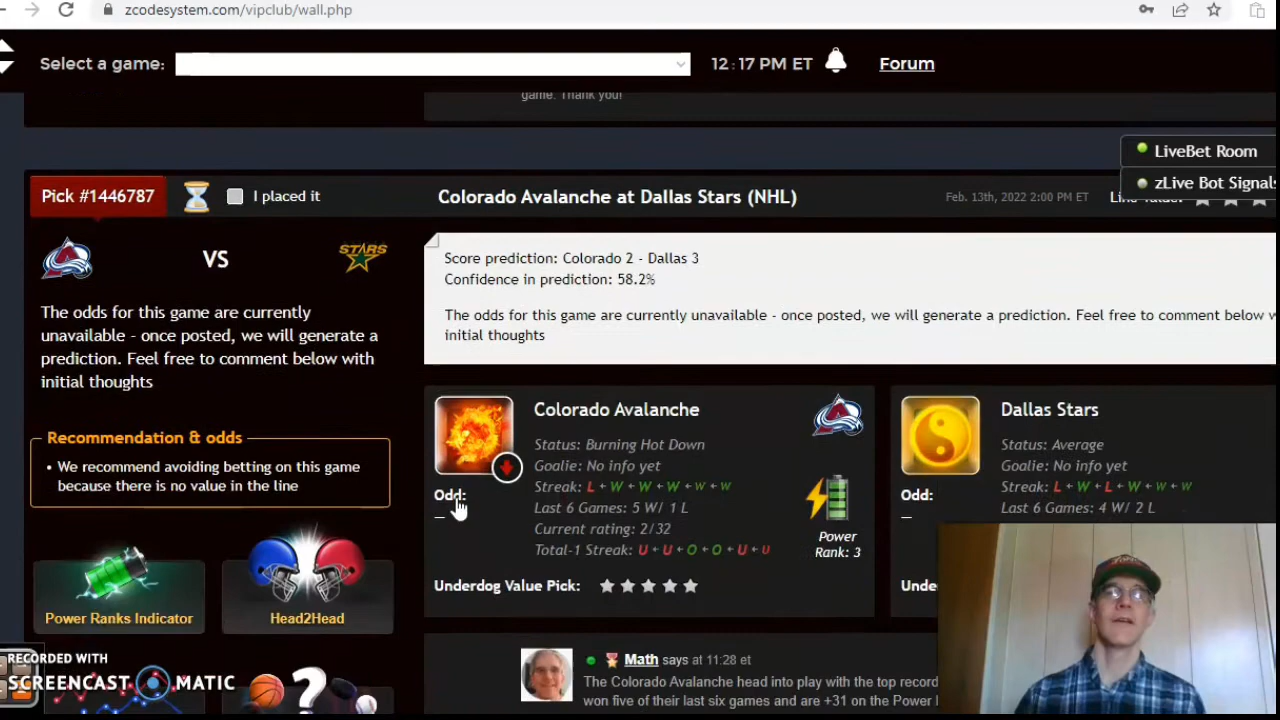 zcodesystem.com/vipclub/wall.php
Select a game:
12:17 PM ET
Forum
game. Thank you!
LiveBet Room
zLive Bot Signals
Pick #1446787
I placed it
Colorado Avalanche at Dallas Stars (NHL)
Feb. 13th, 2022 2:00 PM ET
Line value:
VS
STARS
Score prediction: Colorado 2 - Dallas 3
Confidence in prediction: 58.2%
The odds for this game are currently unavailable - once posted, we will generate a prediction. Feel free to comment below w
initial thoughts
The odds for this game are currently
unavailable - once posted, we will generate a
prediction. Feel free to comment below with
initial thoughts
Recommendation & odds
• We recommend avoiding betting on this game
because there is no value in the line
Power Ranks Indicator
Head2Head
Colorado Avalanche
Status: Burning Hot Down
Goalie: No info yet
Streak: L + W + W + W + W + W
Odd:
–
Last 6 Games: 5 W/ 1 L
Current rating: 2/32
Total-1 Streak: U + U + O + O + U + U
Power
Rank: 3
Underdog Value Pick:
Dallas Stars
Status: Average
Goalie: No info yet
Streak: L + W + L + W + W + W
Odd:
–
Last 6 Games: 4 W/ 2 L
Unde
Math says at 11:28 et
The Colorado Avalanche head into play with the top record
won five of their last six games and are +31 on the Power
RECORDED WITH
SCREENCAST MATIC